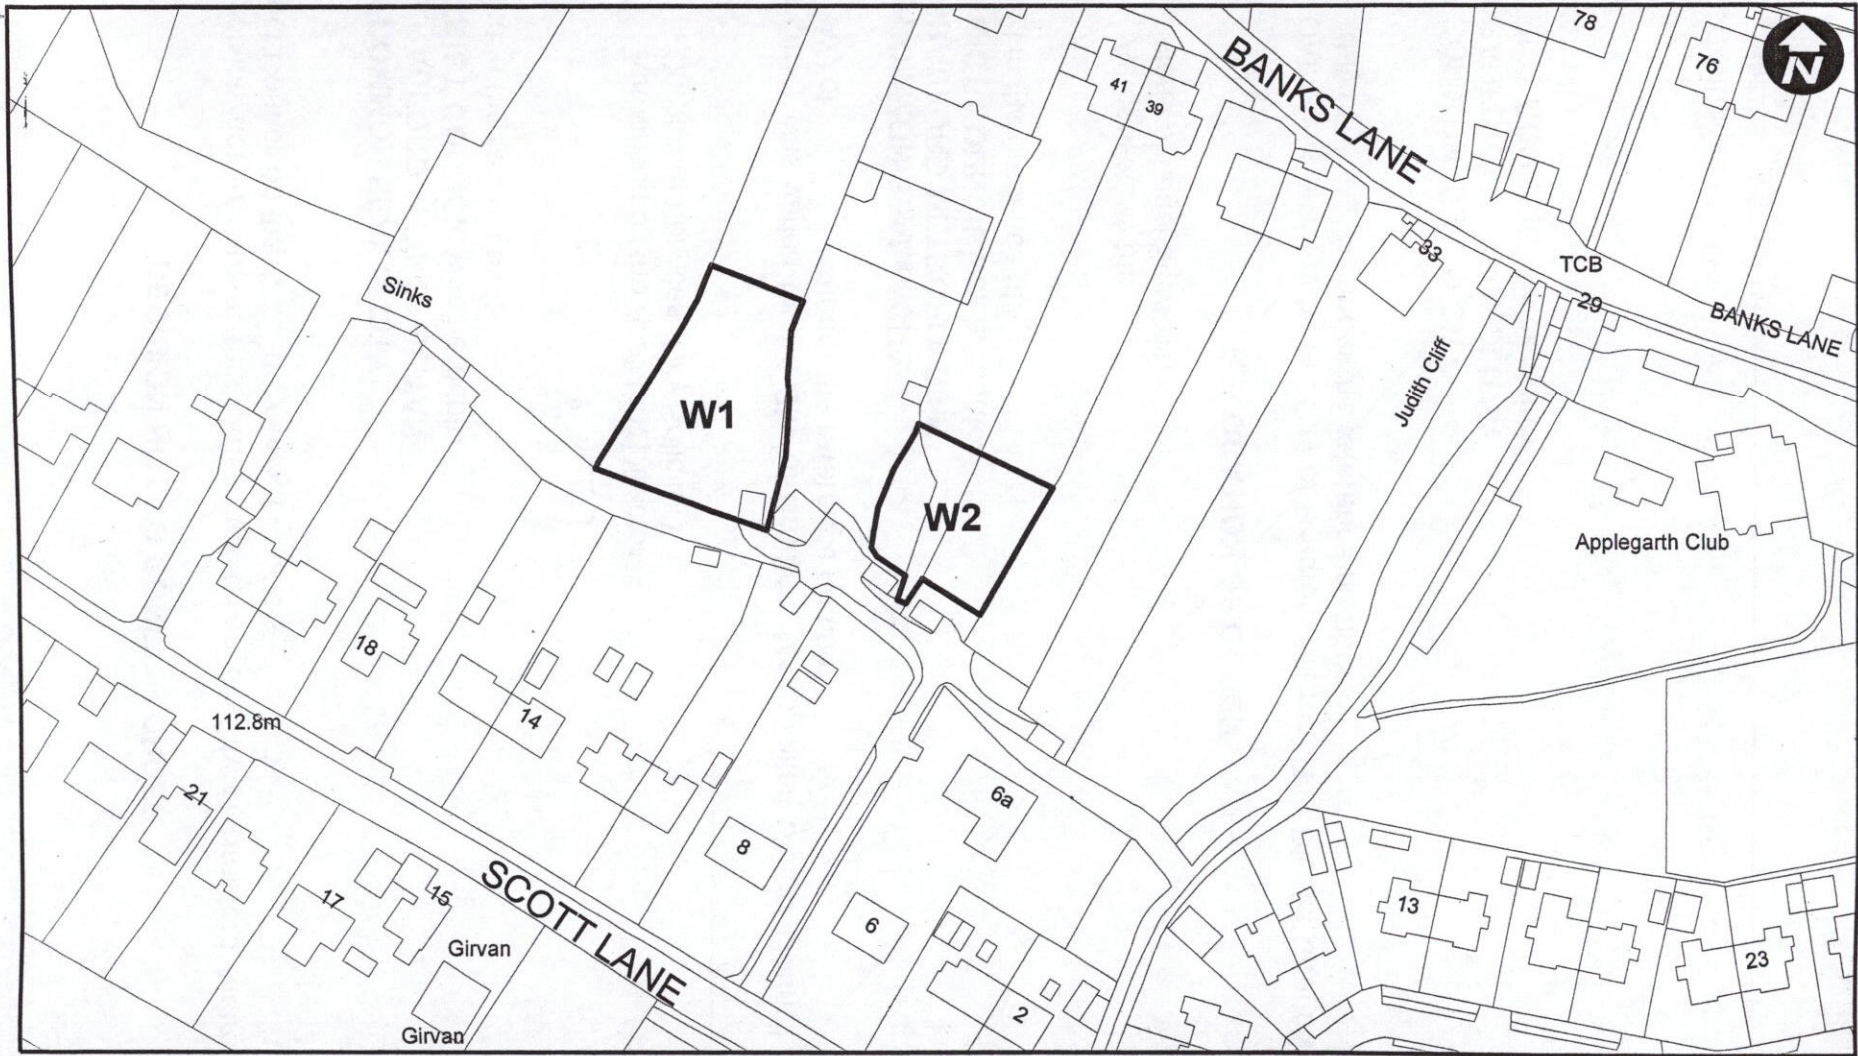 78
76
N
BANKS LANE
41
39
33
TCB
29
BANKS LANE
Sinks
Judith Cliff
W1
W2
Applegarth Club
18
14
112.8m
21
6a
8
17
15
SCOTT LANE
6
13
Girvan
23
2
Girvan